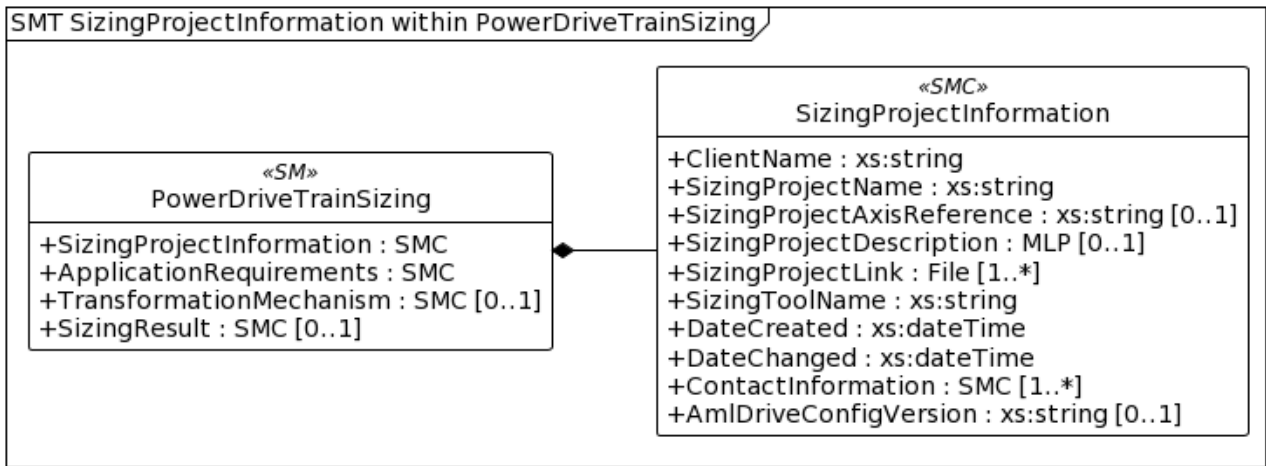 SMT SizingProjectInformation within PowerDriveTrainSizing
«SM»
PowerDriveTrainSizing
+SizingProjectInformation : SMC
+ApplicationRequirements : SMC
+TransformationMechanism : SMC [0..1]
+SizingResult : SMC [0..1]
«SMC»
SizingProjectInformation
+ClientName : xs:string
+SizingProjectName : xs:string
+SizingProjectAxisReference : xs:string [0..1]
+SizingProjectDescription : MLP [0..1]
+SizingProjectLink : File [1..*]
+SizingToolName : xs:string
+DateCreated : xs:dateTime
+DateChanged : xs:dateTime
+ContactInformation : SMC [1..*]
+AmlDriveConfigVersion : xs:string [0..1]